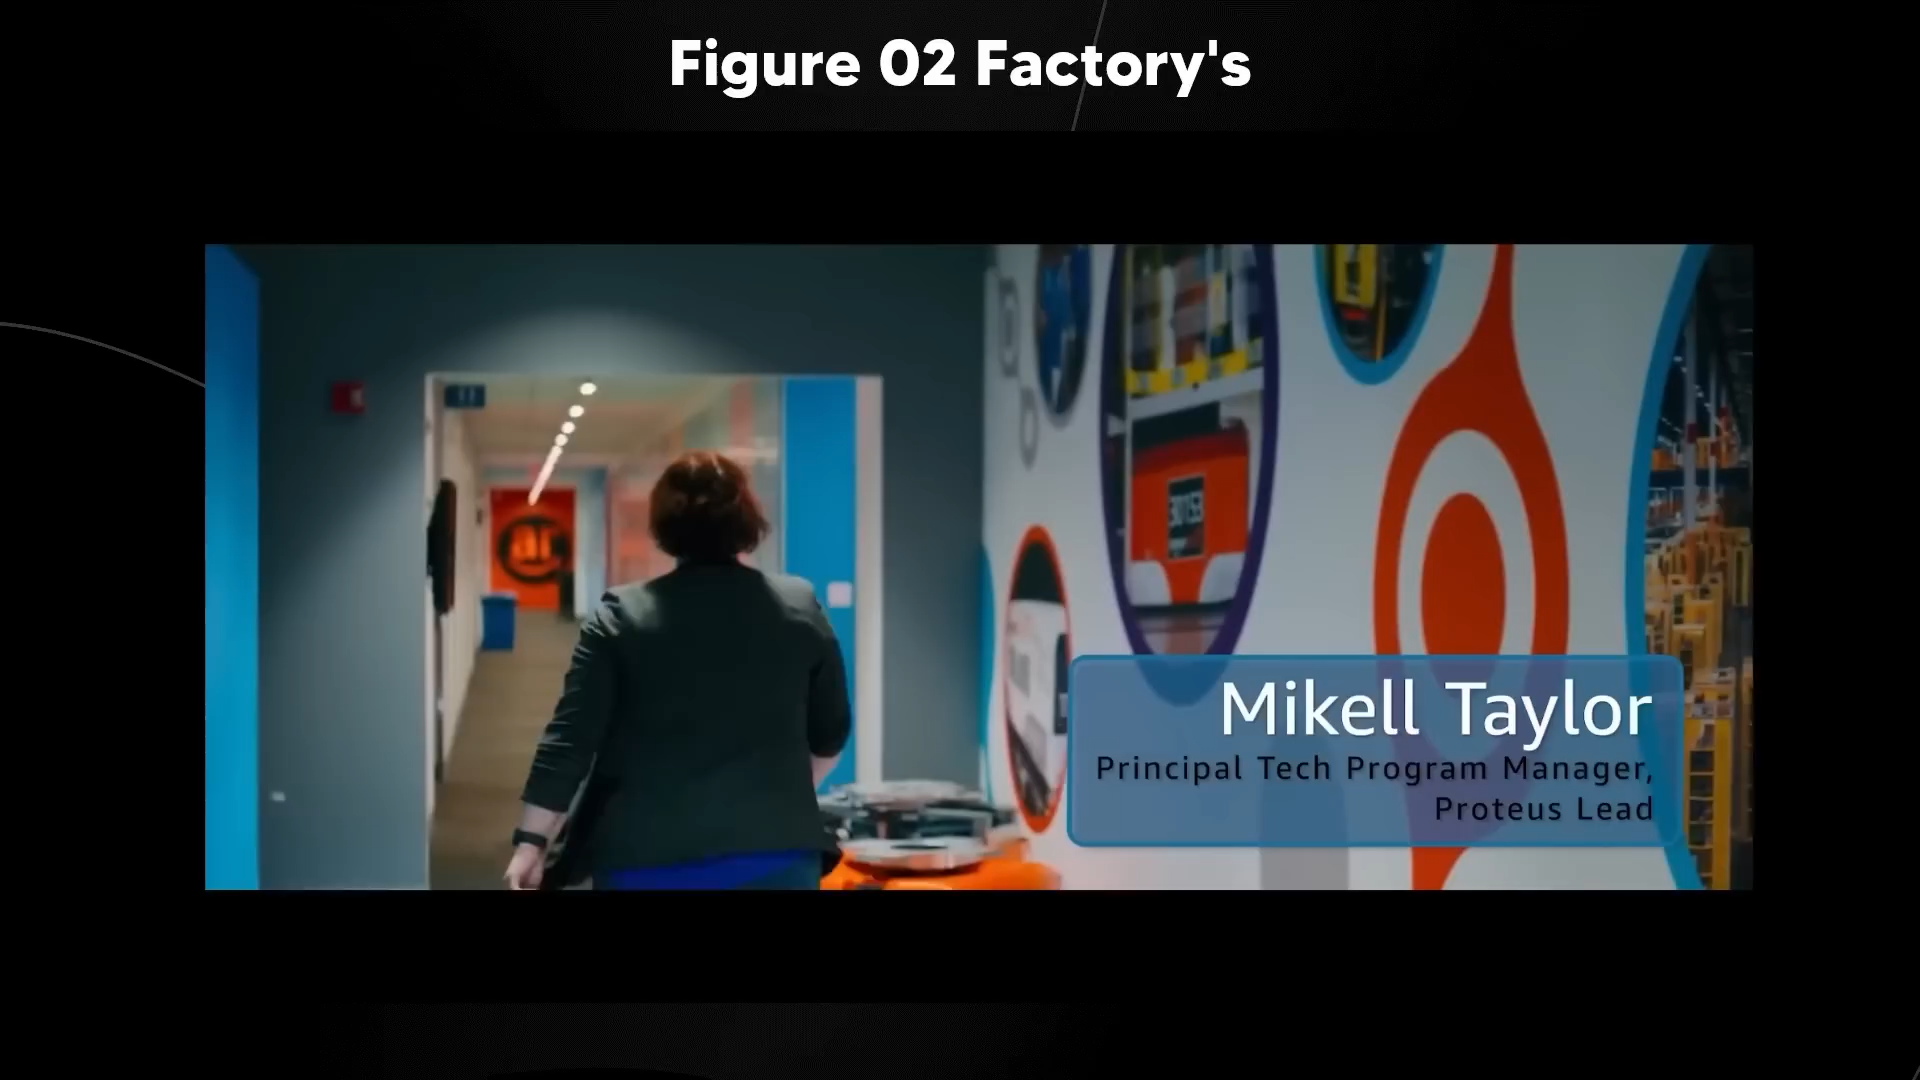 Figure 02 Factory's
Mikell Taylor
Principal Tech Program Manager,
Proteus Lead